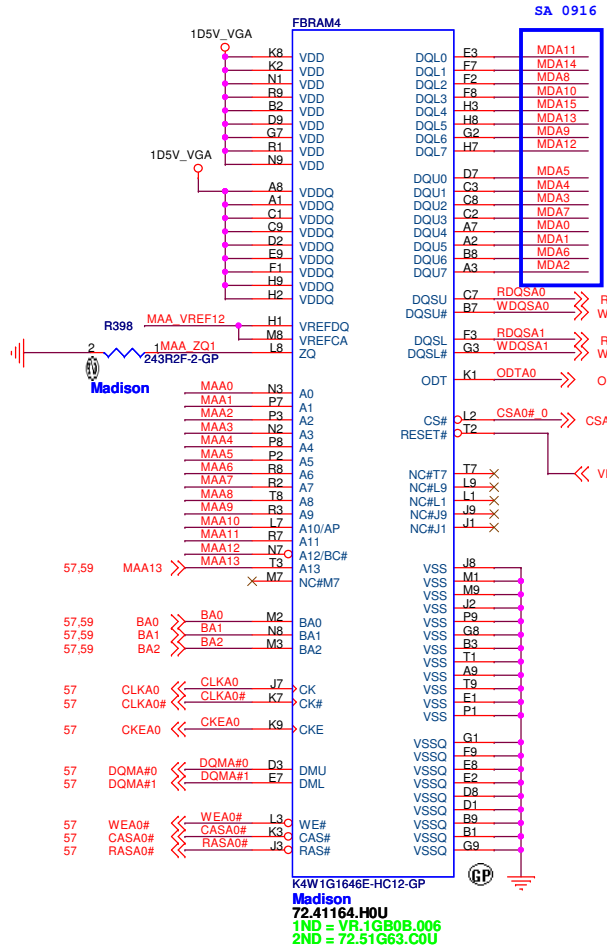 SA 0916
FBRAM4
1D5V_VGA
K8 VDD DQL0 E3 MDA11
K2 VDD DQL1 F7 MDA14
N1 VDD DQL2 F2 MDA8
R9 VDD DQL3 F8 MDA10
B2 VDD DQL4 H3 MDA15
D9 VDD DQL5 H8 MDA13
G7 VDD DQL6 G2 MDA9
R1 VDD DQL7 H7 MDA12
N9 VDD
1D5V_VGA
DQU0 D7 MDA5
A8 VDDQ DQU1 C3 MDA4
A1 VDDQ DQU2 C8 MDA3
C1 VDDQ DQU3 C2 MDA7
C9 VDDQ DQU4 A7 MDA0
D2 VDDQ DQU5 A2 MDA1
E9 VDDQ DQU6 B8 MDA6
F1 VDDQ DQU7 A3 MDA2
H9 VDDQ
H2 VDDQ DQSU C7 RDQSA0 R
DQSU# B7 WDQSA0 W
R398 MAA_VREF12 H1 VREFDQ
M8 VREFCA DQSL F3 RDQSA1 R
2 1 MAA_ZQ1 L8 ZQ DQSL# G3 WDQSA1 W
243R2F-2-GP
Madison
ODT K1 ODTA0 O
MAA0 N3 A0
MAA1 P7 A1
MAA2 P3 A2 CS# L2 CSA0#_0 CSA
MAA3 N2 A3 RESET# T2
MAA4 P8 A4
MAA5 P2 A5
MAA6 R8 A6 NC#T7 T7
MAA7 R2 A7 NC#L9 L9
MAA8 T8 A8 NC#L1 L1
MAA9 R3 A9 NC#J9 J9
MAA10 L7 A10/AP NC#J1 J1
MAA11 R7 A11
MAA12 N7 A12/BC#
57,59 MAA13 MAA13 T3 A13 VSS J8
M7 NC#M7 VSS M1
VSS M9
VSS J2
57,59 BA0 BA0 M2 BA0 VSS P9
57,59 BA1 BA1 N8 BA1 VSS G8
57,59 BA2 BA2 M3 BA2 VSS B3
VSS T1
VSS A9
57 CLKA0 CLKA0 J7 CK VSS T9
57 CLKA0# CLKA0# K7 CK# VSS E1
VSS P1
57 CKEA0 CKEA0 K9 CKE
VSSQ G1
VSSQ F9
57 DQMA#0 DQMA#0 D3 DMU VSSQ E8
57 DQMA#1 DQMA#1 E7 DML VSSQ E2
VSSQ D8
VSSQ D1
57 WEA0# WEA0# L3 WE# VSSQ B9
57 CASA0# CASA0# K3 CAS# VSSQ B1
57 RASA0# RASA0# J3 RAS# VSSQ G9
GP
K4W1G1646E-HC12-GP
Madison
72.41164.H0U
1ND = VR.1GB0B.006
2ND = 72.51G63.C0U